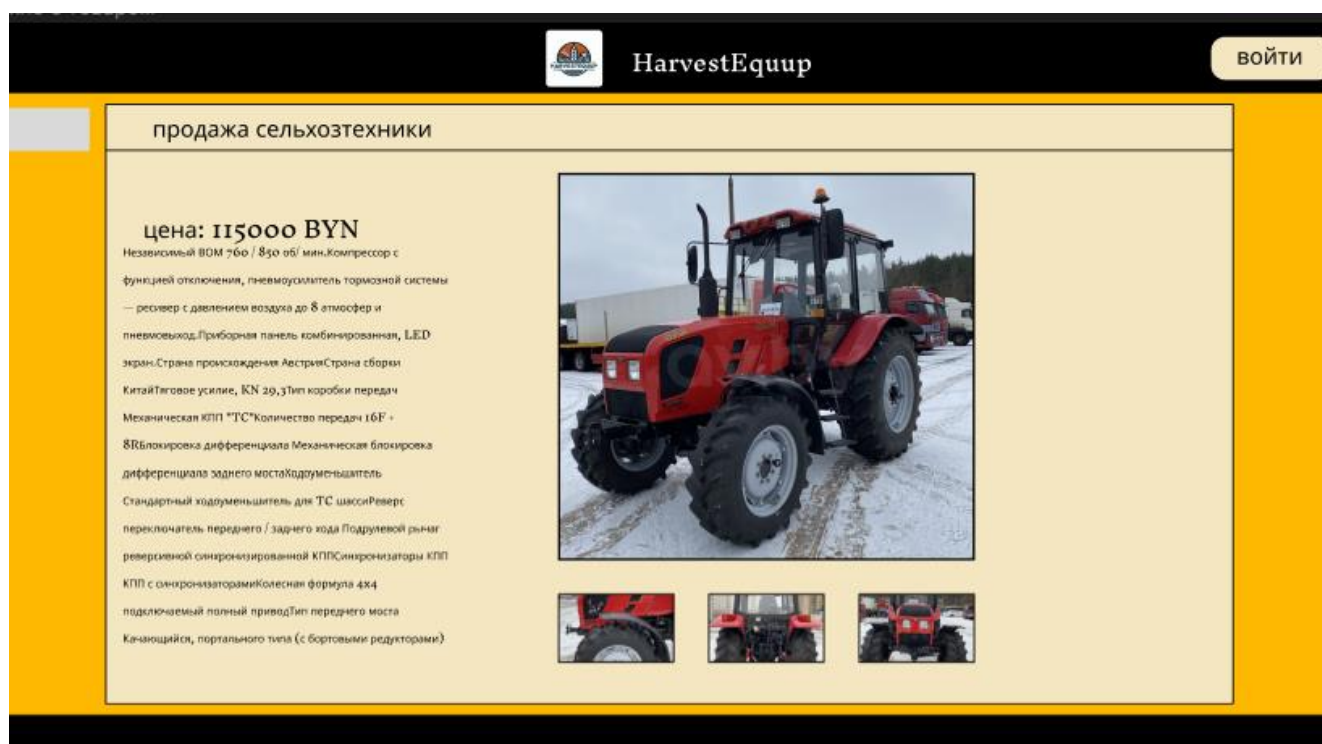 HarvestEquup
войти
продажа сельхозтехники
цена: 115000 BYN
Независимый ВОМ 760 / 850 об/ мин.Компрессор с
функцией отключения, пневмоусилитель тормозной системы
— ресивер с давлением воздуха до 8 атмосфер и
пневмовыход.Приборная панель комбинированная, LED
экран.Страна происхождения АвстрияСтрана сборки
КитайТяговое усилие, KN 29,3Тип коробки передач
Механическая КПП "ТС"Количество передач 16F +
8RБлокировка дифференциала Механическая блокировка
дифференциала заднего мостаХодоуменьшитель
Стандартный ходоуменьшитель для ТС шассиРеверс
переключатель переднего / заднего хода Подрулевой рычаг
реверсивной синхронизированной КППСинхронизаторы КПП
КПП с синхронизаторамиКолесная формула 4x4
подключаемый полный приводТип переднего моста
Качающийся, портального типа (с бортовыми редукторами)